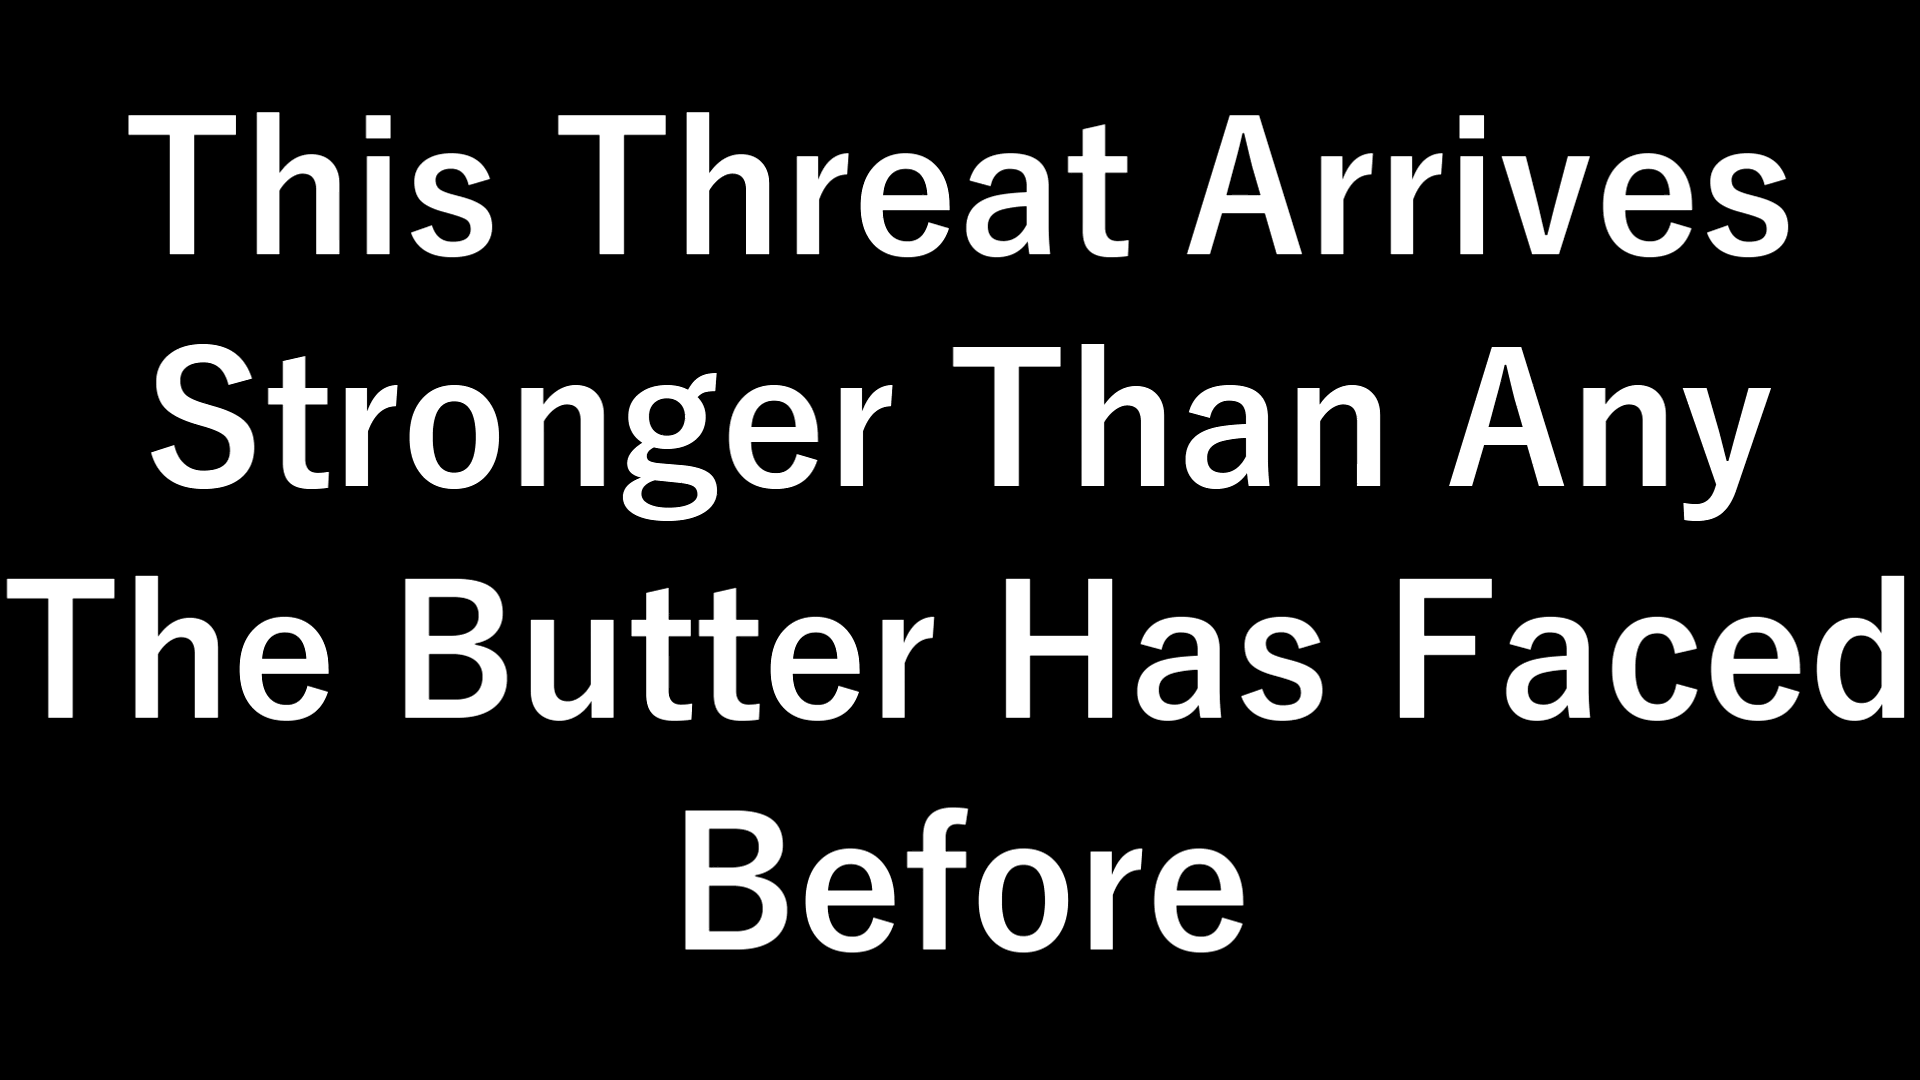 This Threat Arrives
Stronger Than Any
The Butter Has Faced
Before